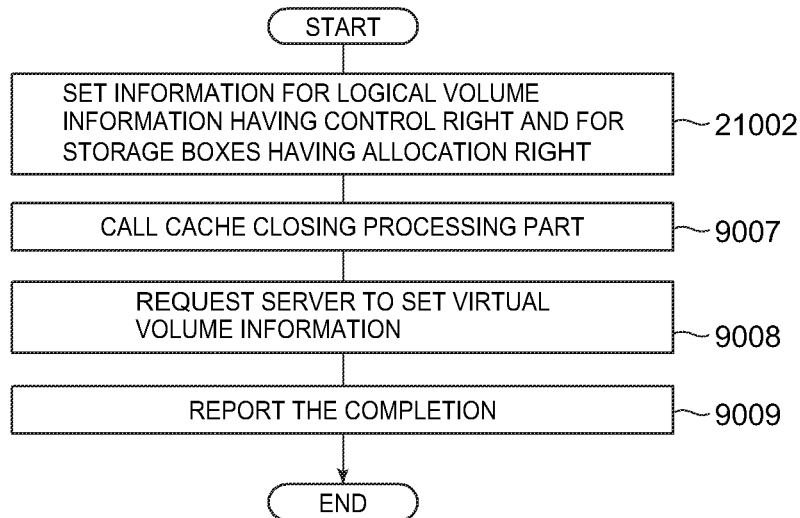 START
SET INFORMATION FOR LOGICAL VOLUME
INFORMATION HAVING CONTROL RIGHT AND FOR
STORAGE BOXES HAVING ALLOCATION RIGHT
21002
CALL CACHE CLOSING PROCESSING PART
9007
REQUEST SERVER TO SET VIRTUAL
VOLUME INFORMATION
9008
REPORT THE COMPLETION
9009
END